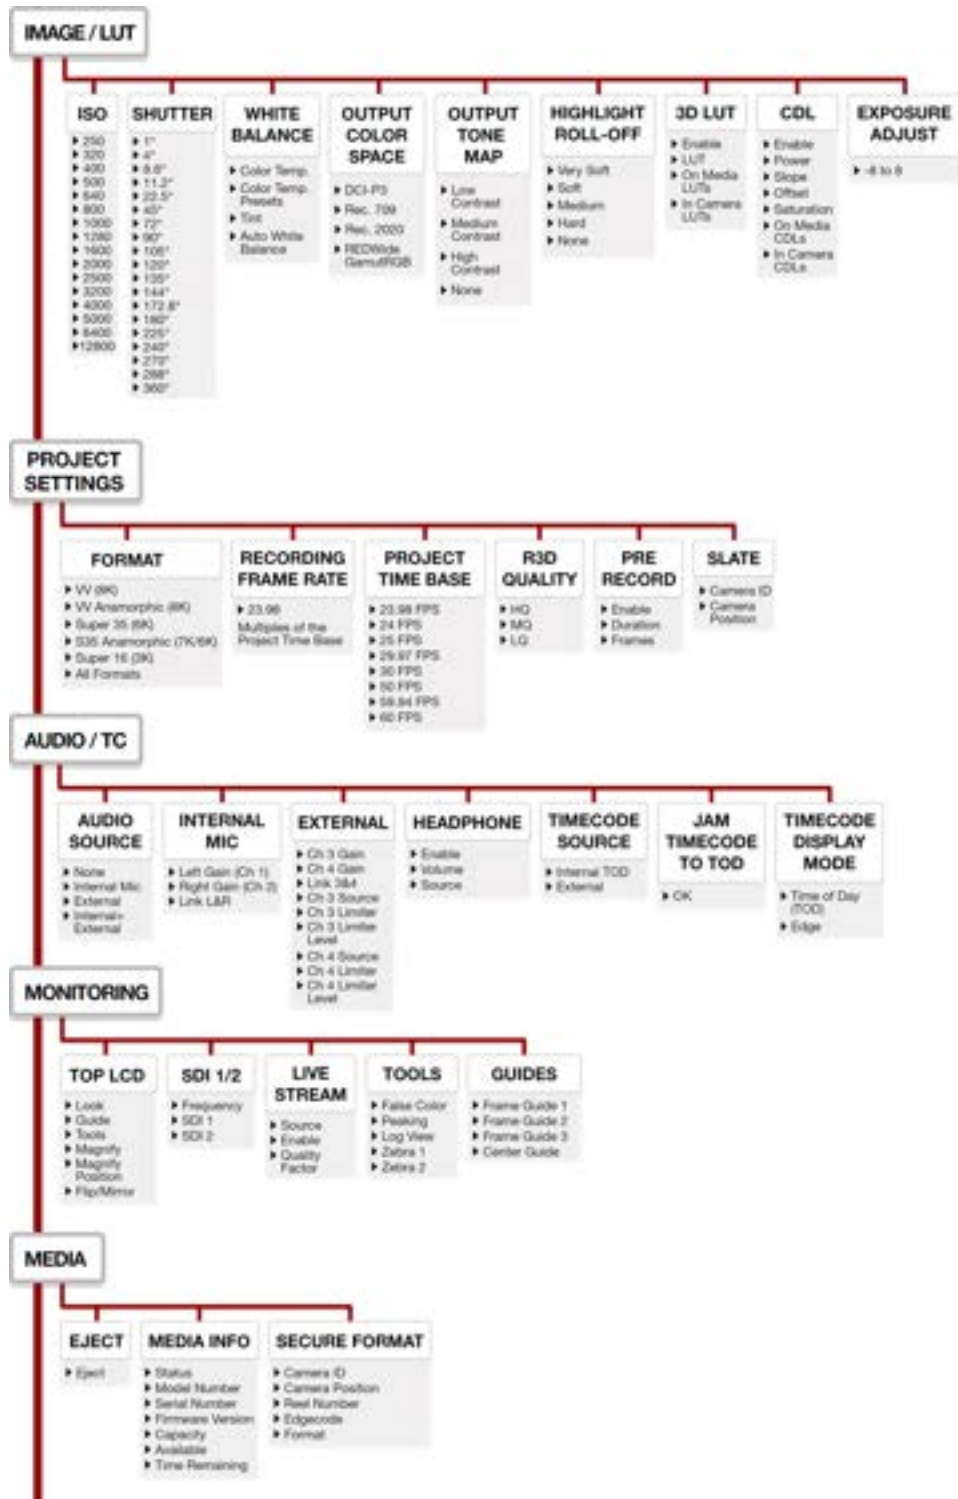 IMAGE / LUT
ISO
250
320
400
500
640
800
1000
1280
1600
2000
2500
3200
4000
5000
6400
12800
SHUTTER
1°
4°
8.6°
11.2°
22.5°
45°
72°
90°
108°
120°
135°
144°
172.8°
180°
225°
240°
270°
288°
360°
WHITE
BALANCE
Color Temp.
Color Temp.
Presets
Tint
Auto White
Balance
OUTPUT
COLOR
SPACE
DCI-P3
Rec. 709
Rec. 2020
REDWide
GamutRGB
OUTPUT
TONE
MAP
Low
Contrast
Medium
Contrast
High
Contrast
None
HIGHLIGHT
ROLL-OFF
Very Soft
Soft
Medium
Hard
None
3D LUT
Enable
LUT
On Media
LUTs
In Camera
LUTs
CDL
Enable
Power
Slope
Offset
Saturation
On Media
CDLs
In Camera
CDLs
EXPOSURE
ADJUST
-8 to 8
PROJECT
SETTINGS
FORMAT
VV (8K)
VV Anamorphic (8K)
Super 35 (6K)
S35 Anamorphic (7K/6K)
Super 16 (3K)
All Formats
RECORDING
FRAME RATE
23.98
Multiples of the
Project Time Base
PROJECT
TIME BASE
23.98 FPS
24 FPS
25 FPS
29.97 FPS
30 FPS
50 FPS
59.94 FPS
60 FPS
R3D
QUALITY
HQ
MQ
LQ
PRE
RECORD
Enable
Duration
Frames
SLATE
Camera ID
Camera
Position
AUDIO / TC
AUDIO
SOURCE
None
Internal Mic
External
Internal+
External
INTERNAL
MIC
Left Gain (Ch 1)
Right Gain (Ch 2)
Link L&R
EXTERNAL
Ch 3 Gain
Ch 4 Gain
Link 3&4
Ch 3 Source
Ch 3 Limiter
Ch 3 Limiter
Level
Ch 4 Source
Ch 4 Limiter
Ch 4 Limiter
Level
HEADPHONE
Enable
Volume
Source
TIMECODE
SOURCE
Internal TOD
External
JAM
TIMECODE
TO TOD
OK
TIMECODE
DISPLAY
MODE
Time of Day
(TOD)
Edge
MONITORING
TOP LCD
Look
Guide
Tools
Magnify
Magnify
Position
Flip/Mirror
SDI 1/2
Frequency
SDI 1
SDI 2
LIVE
STREAM
Source
Enable
Quality
Factor
TOOLS
False Color
Peaking
Log View
Zebra 1
Zebra 2
GUIDES
Frame Guide 1
Frame Guide 2
Frame Guide 3
Center Guide
MEDIA
EJECT
Eject
MEDIA INFO
Status
Model Number
Serial Number
Firmware Version
Capacity
Available
Time Remaining
SECURE FORMAT
Camera ID
Camera Position
Reel Number
Edgecode
Format